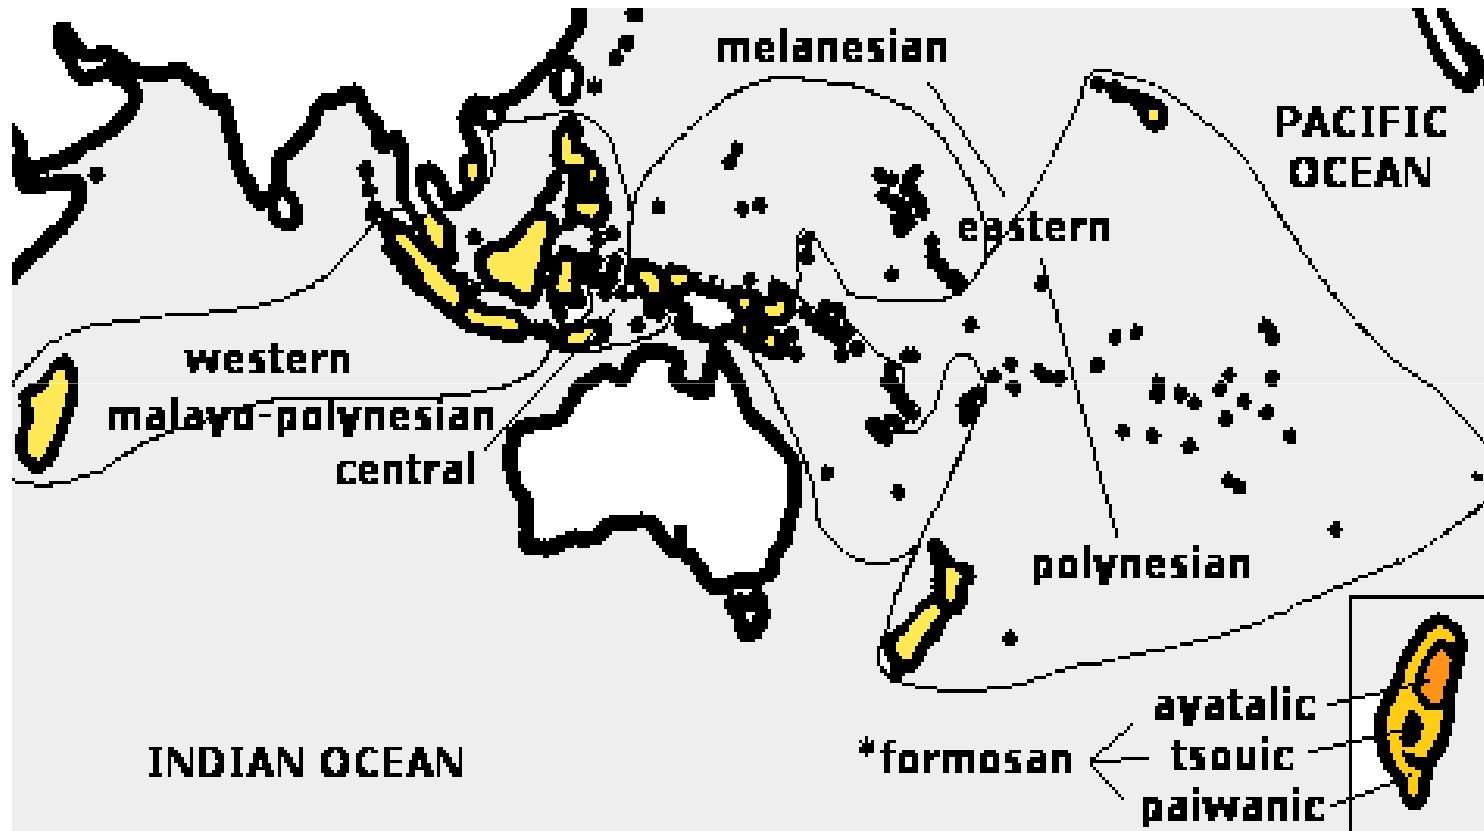 melanesian
PACIFIC
OCEAN
*
eastern
western
malayo-polynesian
central
polynesian
ayatalic
*formosan
tsouic
paiwanic
INDIAN OCEAN